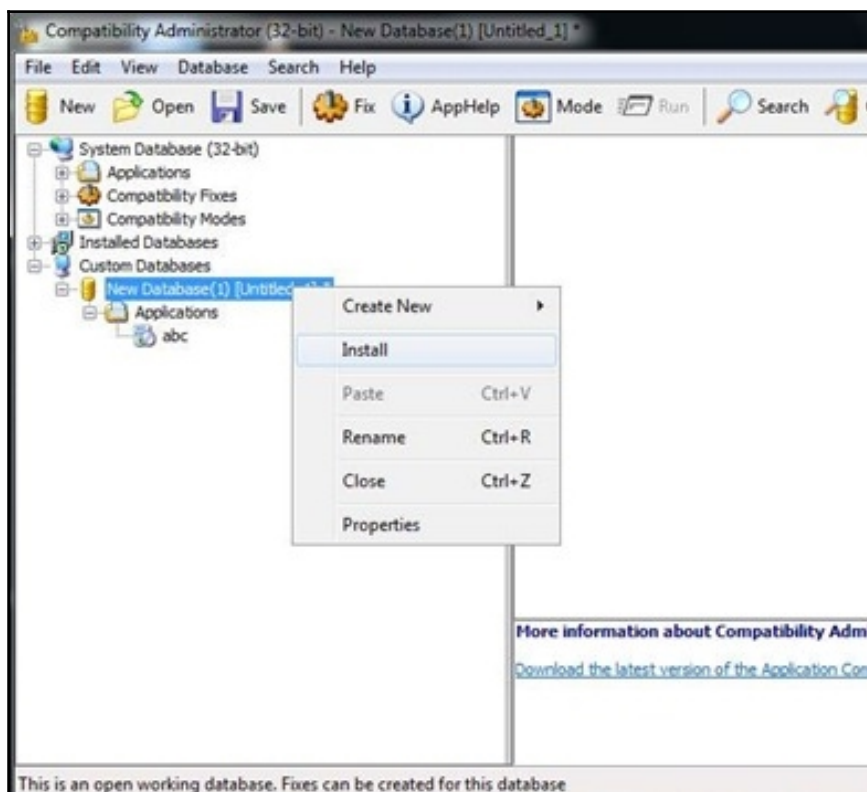 Compatibility Administrator (32-bit) - New Database(1) [Untitled_1] *
File Edit View Database Search Help
New Open Save Fix AppHelp Mode Run Search
System Database (32-bit)
Applications
Compatibility Fixes
Compatibility Modes
Installed Databases
Custom Databases
New Database(1) [Untitled_1] *
Applications
abc
Create New
Install
Paste Ctrl+V
Rename Ctrl+R
Close Ctrl+Z
Properties
More information about Compatibility Adm
Download the latest version of the Application Com
This is an open working database. Fixes can be created for this database